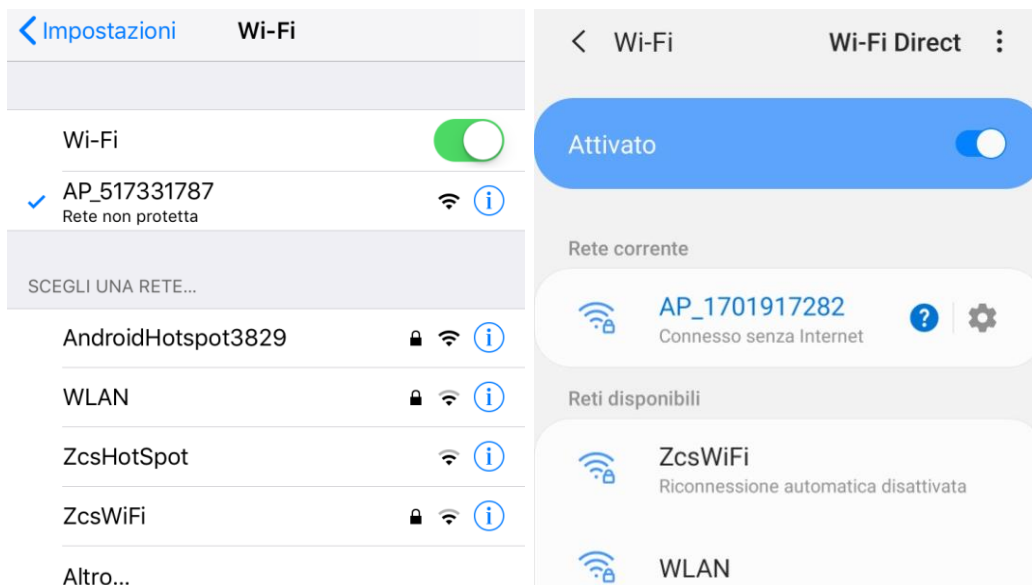 Impostazioni Wi-Fi
Wi-Fi
AP_517331787
Rete non protetta
SCEGLI UNA RETE...
AndroidHotspot3829
WLAN
ZcsHotSpot
ZcsWiFi
Altro...
Wi-Fi Wi-Fi Direct
Attivato
Rete corrente
AP_1701917282
Connesso senza Internet
Reti disponibili
ZcsWiFi
Riconnessione automatica disattivata
WLAN